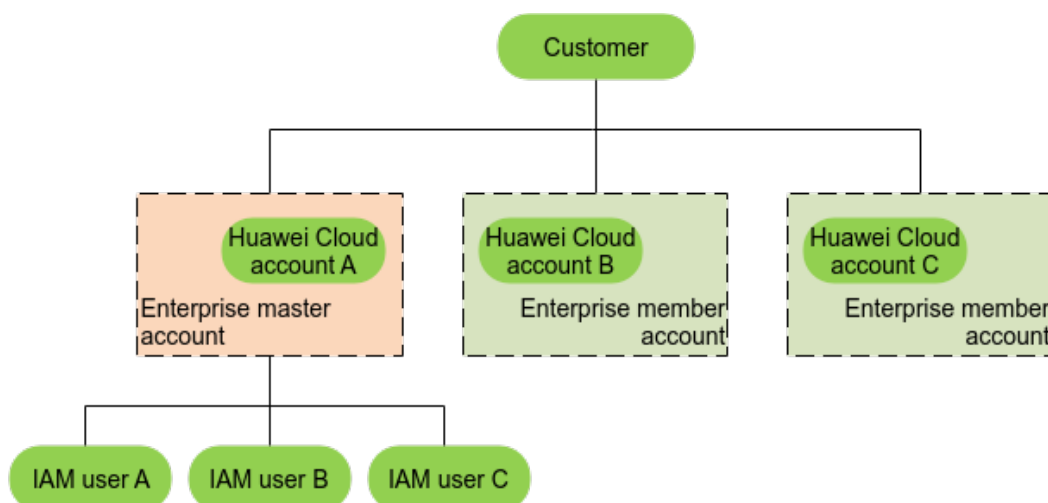 Customer
Huawei Cloud
account A
Enterprise master
account
Huawei Cloud
account B
Enterprise member
account
Huawei Cloud
account C
Enterprise member
account
IAM user A
IAM user B
IAM user C